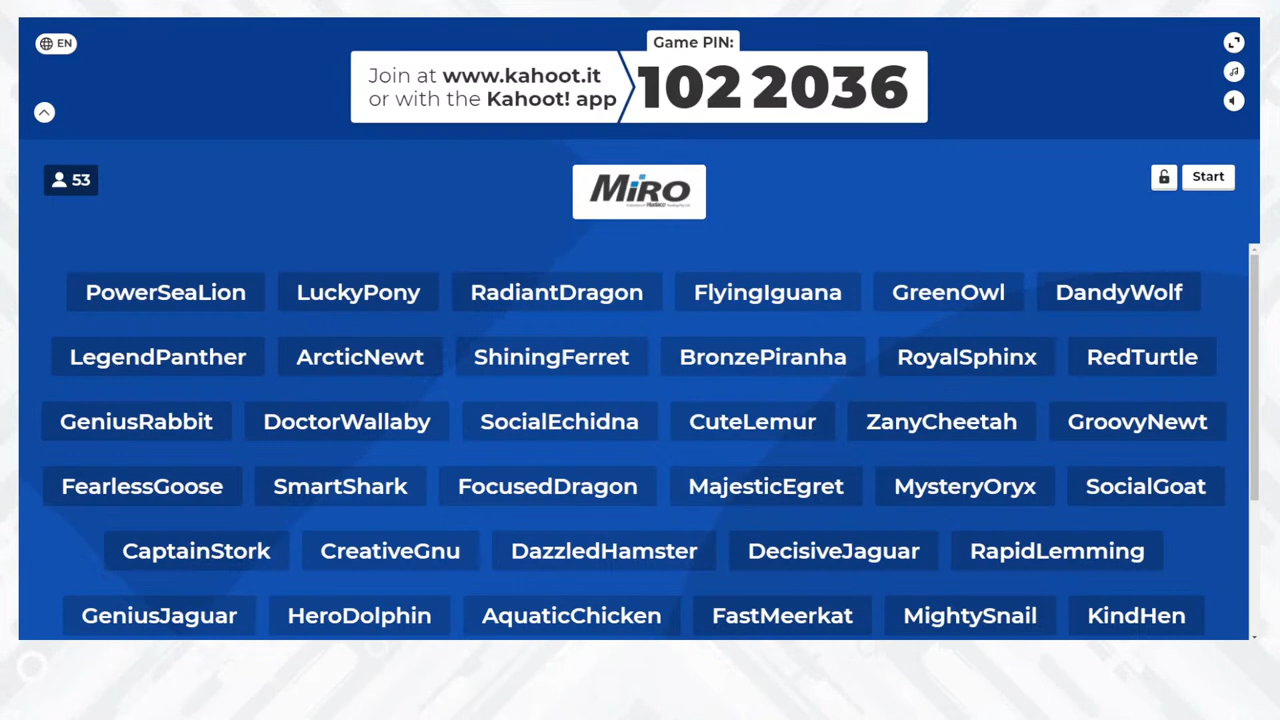 EN
Game PIN:
Join at www.kahoot.it
or with the Kahoot! app
102 2036
53
MiRO
Start
PowerSeaLion LuckyPony RadiantDragon FlyingIguana GreenOwl DandyWolf
LegendPanther ArcticNewt ShiningFerret BronzePiranha RoyalSphinx RedTurtle
GeniusRabbit DoctorWallaby SocialEchidna CuteLemur ZanyCheetah GroovyNewt
FearlessGoose SmartShark FocusedDragon MajesticEgret MysteryOryx SocialGoat
CaptainStork CreativeGnu DazzledHamster DecisiveJaguar RapidLemming
GeniusJaguar HeroDolphin AquaticChicken FastMeerkat MightySnail KindHen